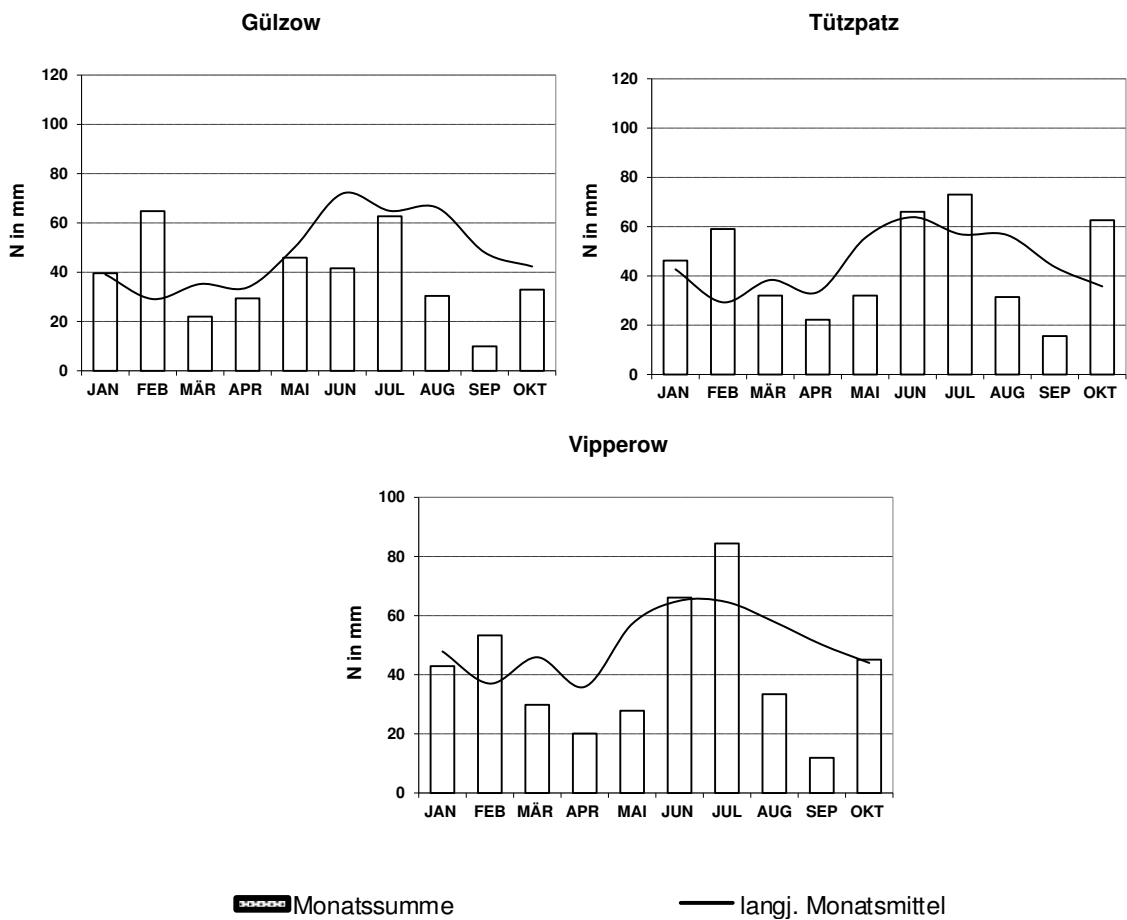 Gülzow
120
100
80
60
40
20
0
N in mm
JAN FEB MÄR APR MAI JUN JUL AUG SEP OKT
Tützpatz
120
100
80
60
40
20
0
N in mm
JAN FEB MÄR APR MAI JUN JUL AUG SEP OKT
Vipperow
100
80
60
40
20
0
N in mm
JAN FEB MÄR APR MAI JUN JUL AUG SEP OKT
Monatssumme
langj. Monatsmittel